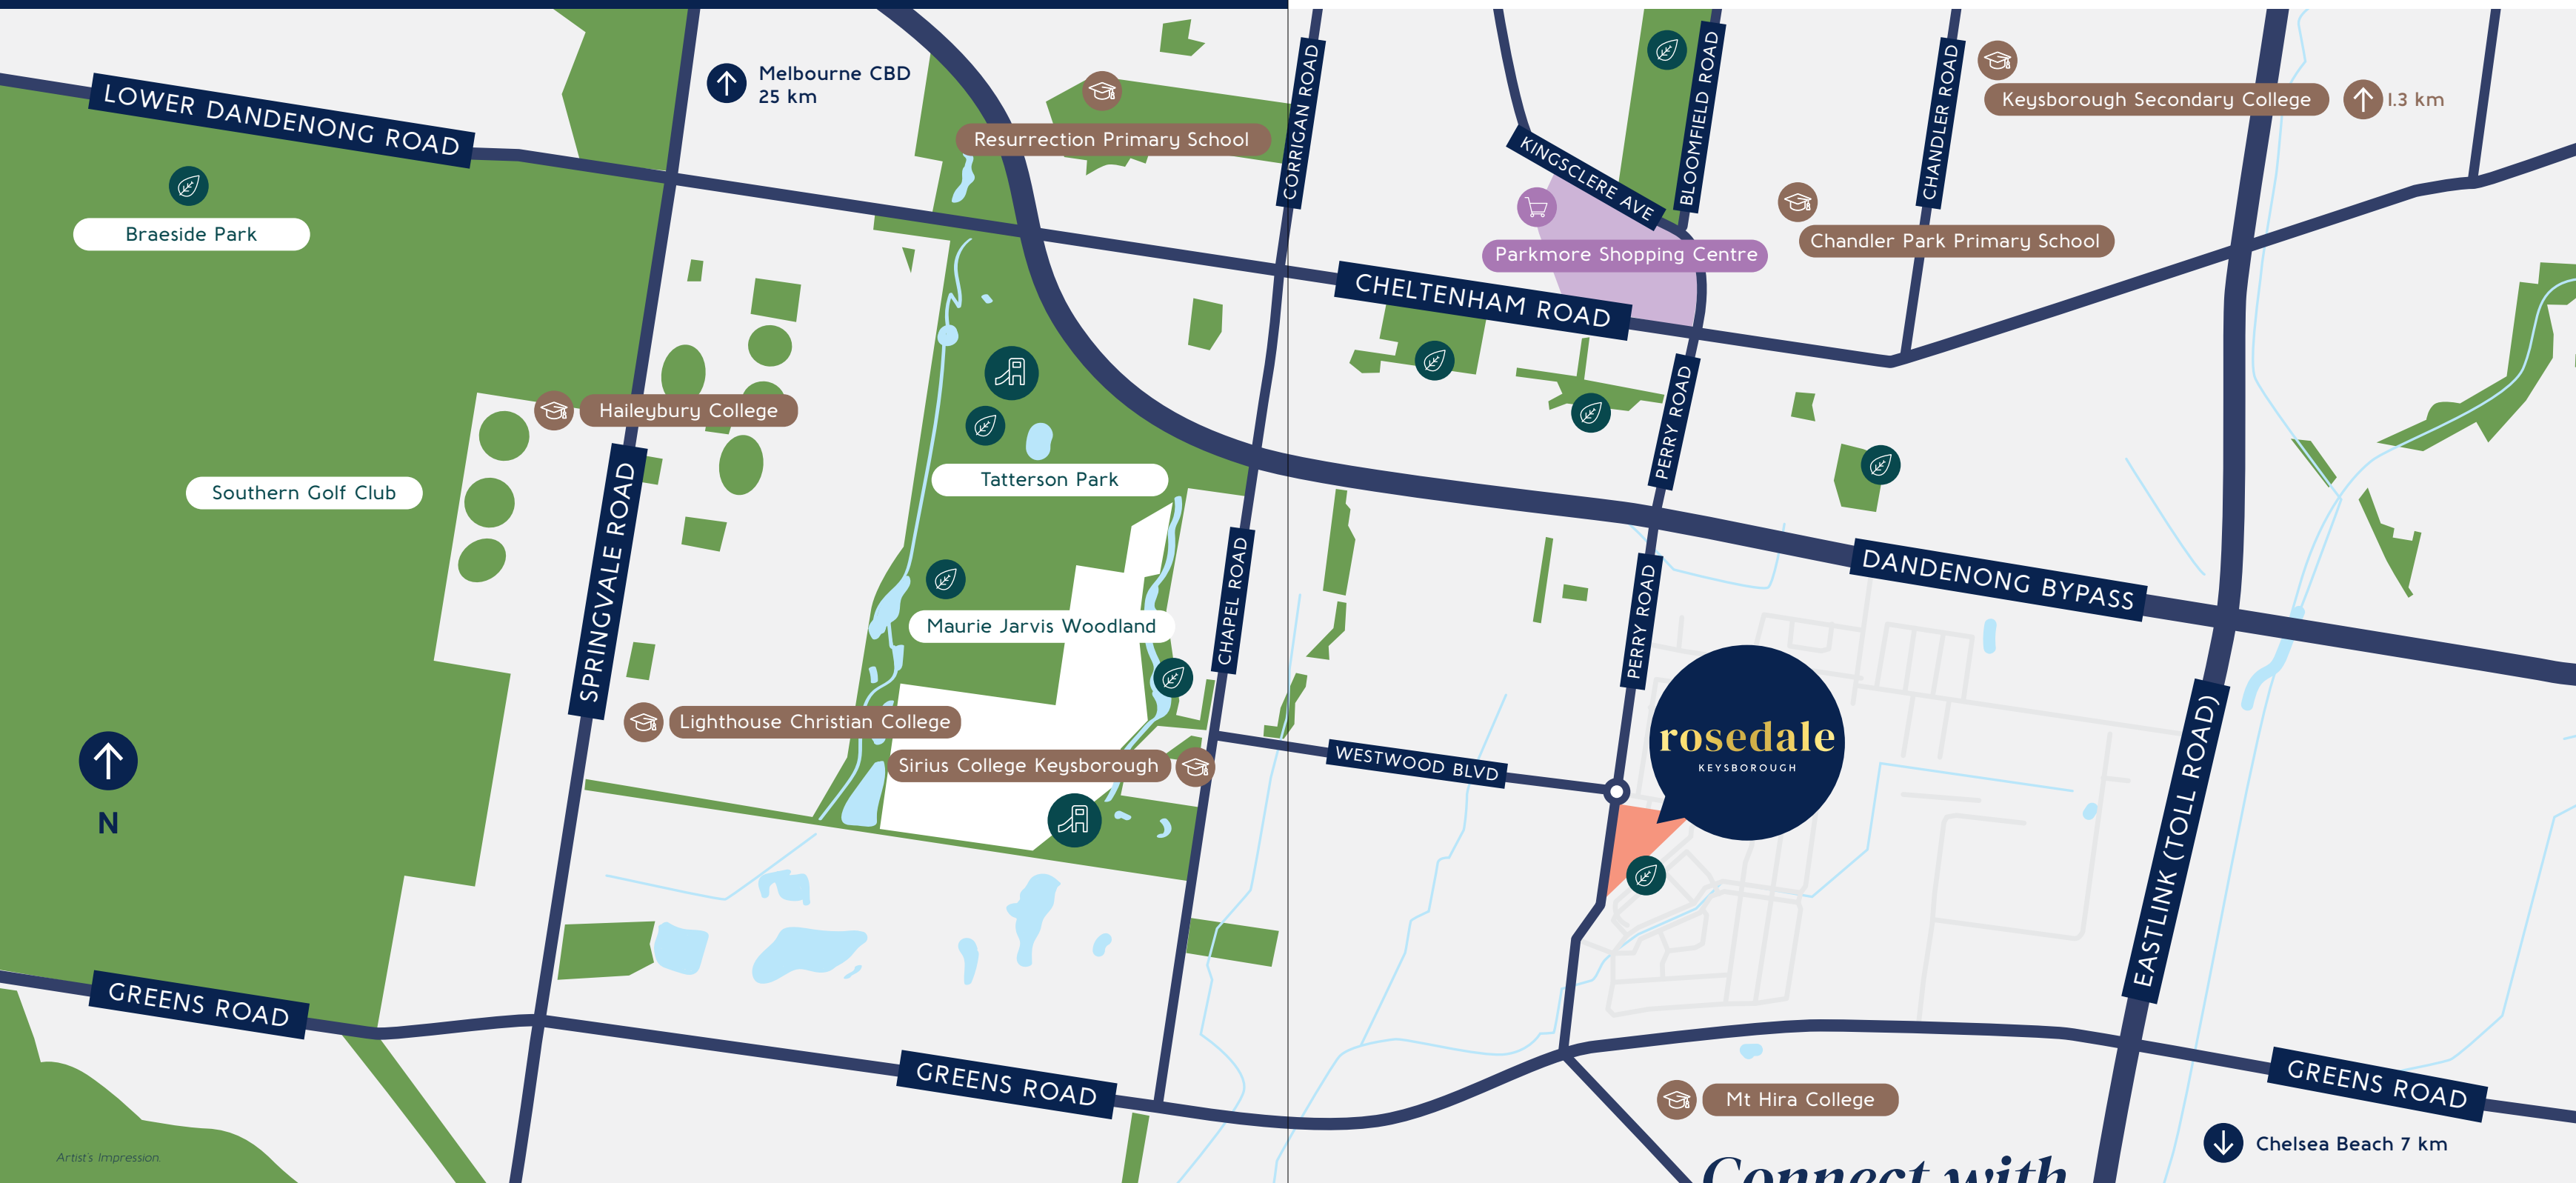 LOWER DANDENONG ROAD
Melbourne CBD
25 km
Resurrection Primary School
CORRIGAN ROAD
KINGSCLERE AVE
BLOOMFIELD ROAD
CHANDLER ROAD
Keysborough Secondary College
1.3 km
Braeside Park
Parkmore Shopping Centre
Chandler Park Primary School
CHELTENHAM ROAD
Haileybury College
PERRY ROAD
Southern Golf Club
Tatterson Park
SPRINGVALE ROAD
CHAPEL ROAD
PERRY ROAD
DANDENONG BYPASS
Maurie Jarvis Woodland
Lighthouse Christian College
Sirius College Keysborough
WESTWOOD BLVD
rosedale
KEYSBOROUGH
EASTLINK (TOLL ROAD)
N
GREENS ROAD
GREENS ROAD
GREENS ROAD
Mt Hira College
Chelsea Beach 7 km
Artist's Impression
Connect with